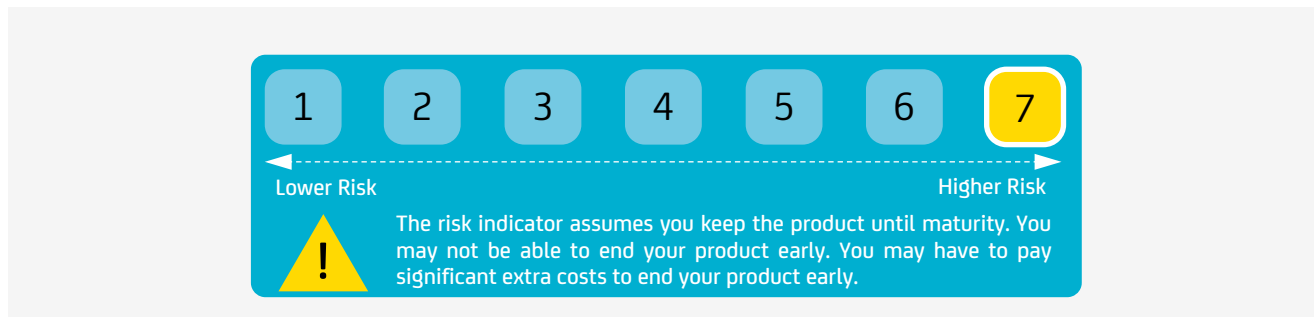 1 2 3 4 5 6 7
Lower Risk Higher Risk
The risk indicator assumes you keep the product until maturity. You
may not be able to end your product early. You may have to pay
significant extra costs to end your product early.
!